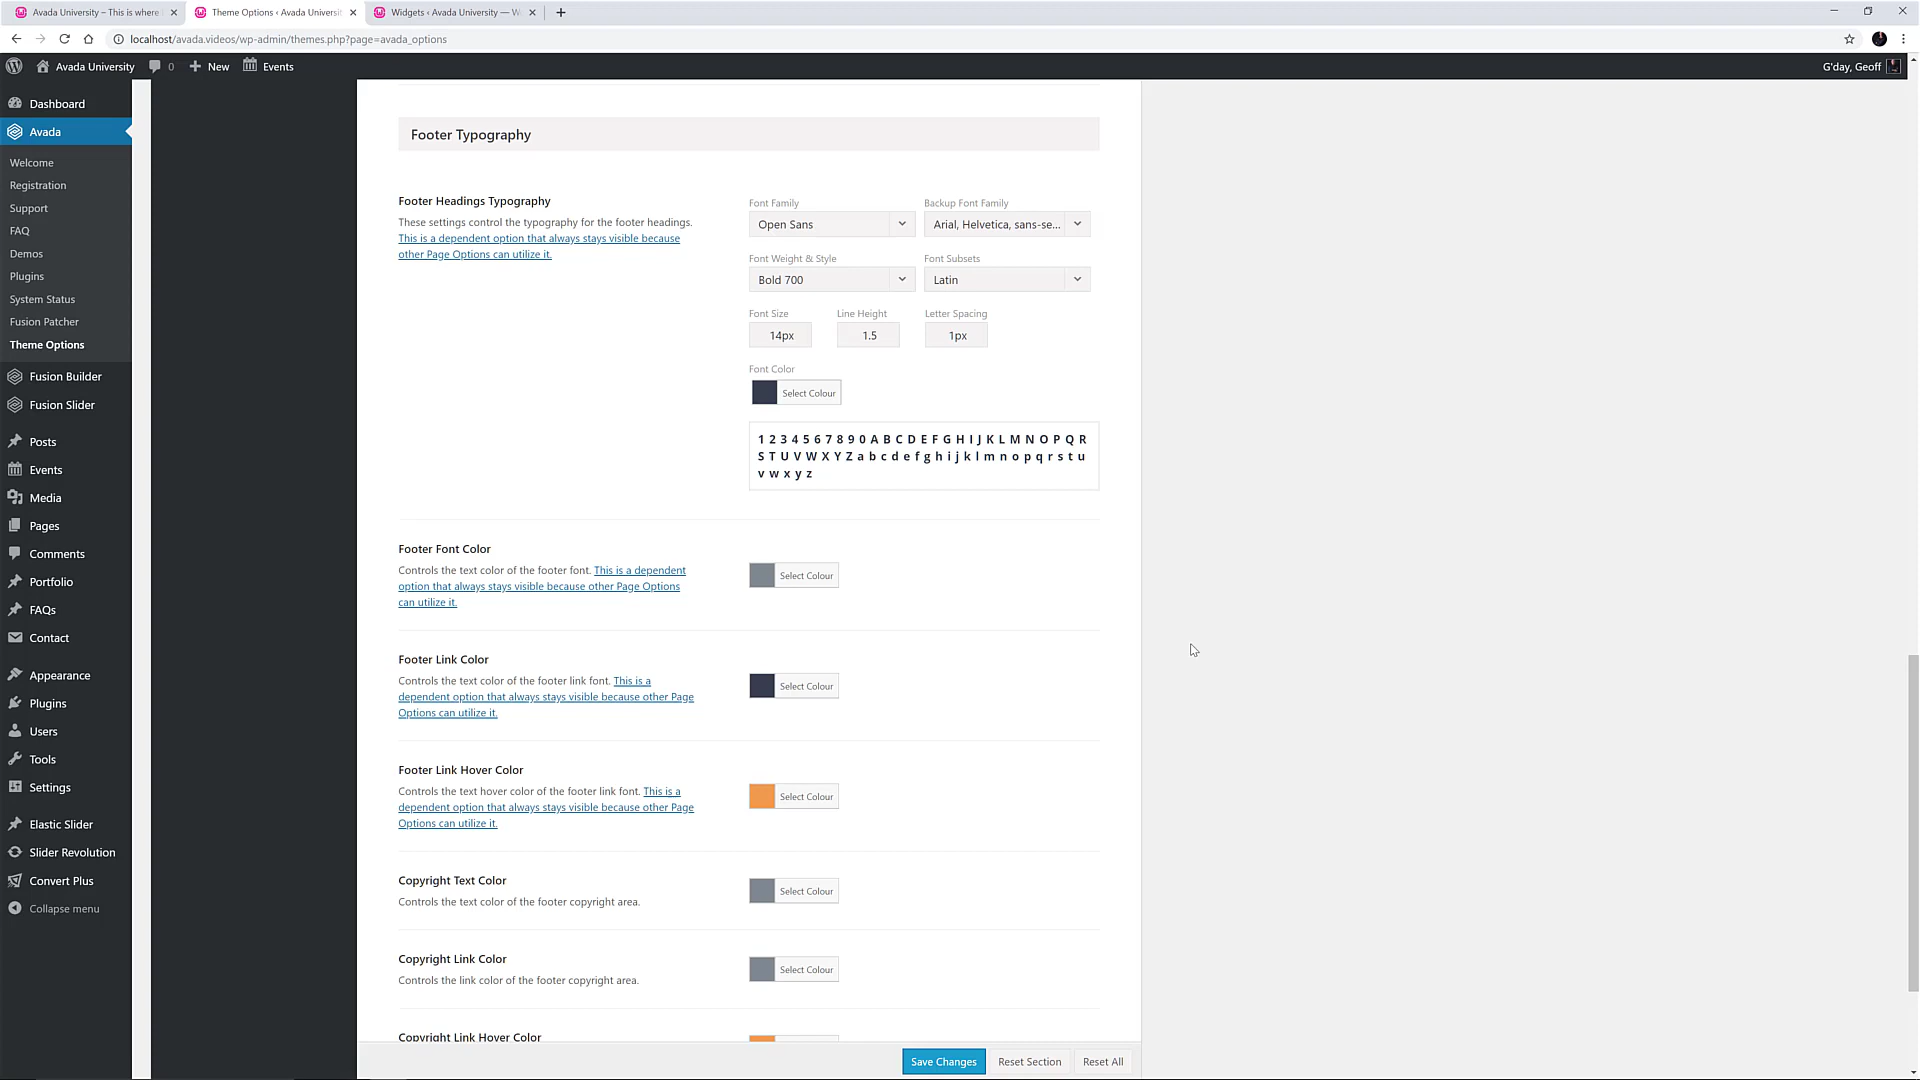 Avada University – This is where
Theme Options ‹ Avada Universit
Widgets ‹ Avada University — W
localhost/avada.videos/wp-admin/themes.php?page=avada_options
Avada University
0
New
Events
G'day, Geoff
Dashboard
Avada
Welcome
Registration
Support
FAQ
Demos
Plugins
System Status
Fusion Patcher
Theme Options
Fusion Builder
Fusion Slider
Posts
Events
Media
Pages
Comments
Portfolio
FAQs
Contact
Appearance
Plugins
Users
Tools
Settings
Elastic Slider
Slider Revolution
Convert Plus
Collapse menu
Footer Typography
Footer Headings Typography
These settings control the typography for the footer headings.
This is a dependent option that always stays visible because
other Page Options can utilize it.
Font Family
Backup Font Family
Open Sans
Arial, Helvetica, sans-se...
Font Weight & Style
Font Subsets
Bold 700
Latin
Font Size
Line Height
Letter Spacing
14px
1.5
1px
Font Color
Select Colour
1 2 3 4 5 6 7 8 9 0 A B C D E F G H I J K L M N O P Q R
S T U V W X Y Z a b c d e f g h i j k l m n o p q r s t u
v w x y z
Footer Font Color
Controls the text color of the footer font. This is a dependent
option that always stays visible because other Page Options
can utilize it.
Select Colour
Footer Link Color
Controls the text color of the footer link font. This is a
dependent option that always stays visible because other Page
Options can utilize it.
Select Colour
Footer Link Hover Color
Controls the text hover color of the footer link font. This is a
dependent option that always stays visible because other Page
Options can utilize it.
Select Colour
Copyright Text Color
Controls the text color of the footer copyright area.
Select Colour
Copyright Link Color
Controls the link color of the footer copyright area.
Select Colour
Copyright Link Hover Color
Save Changes
Reset Section
Reset All